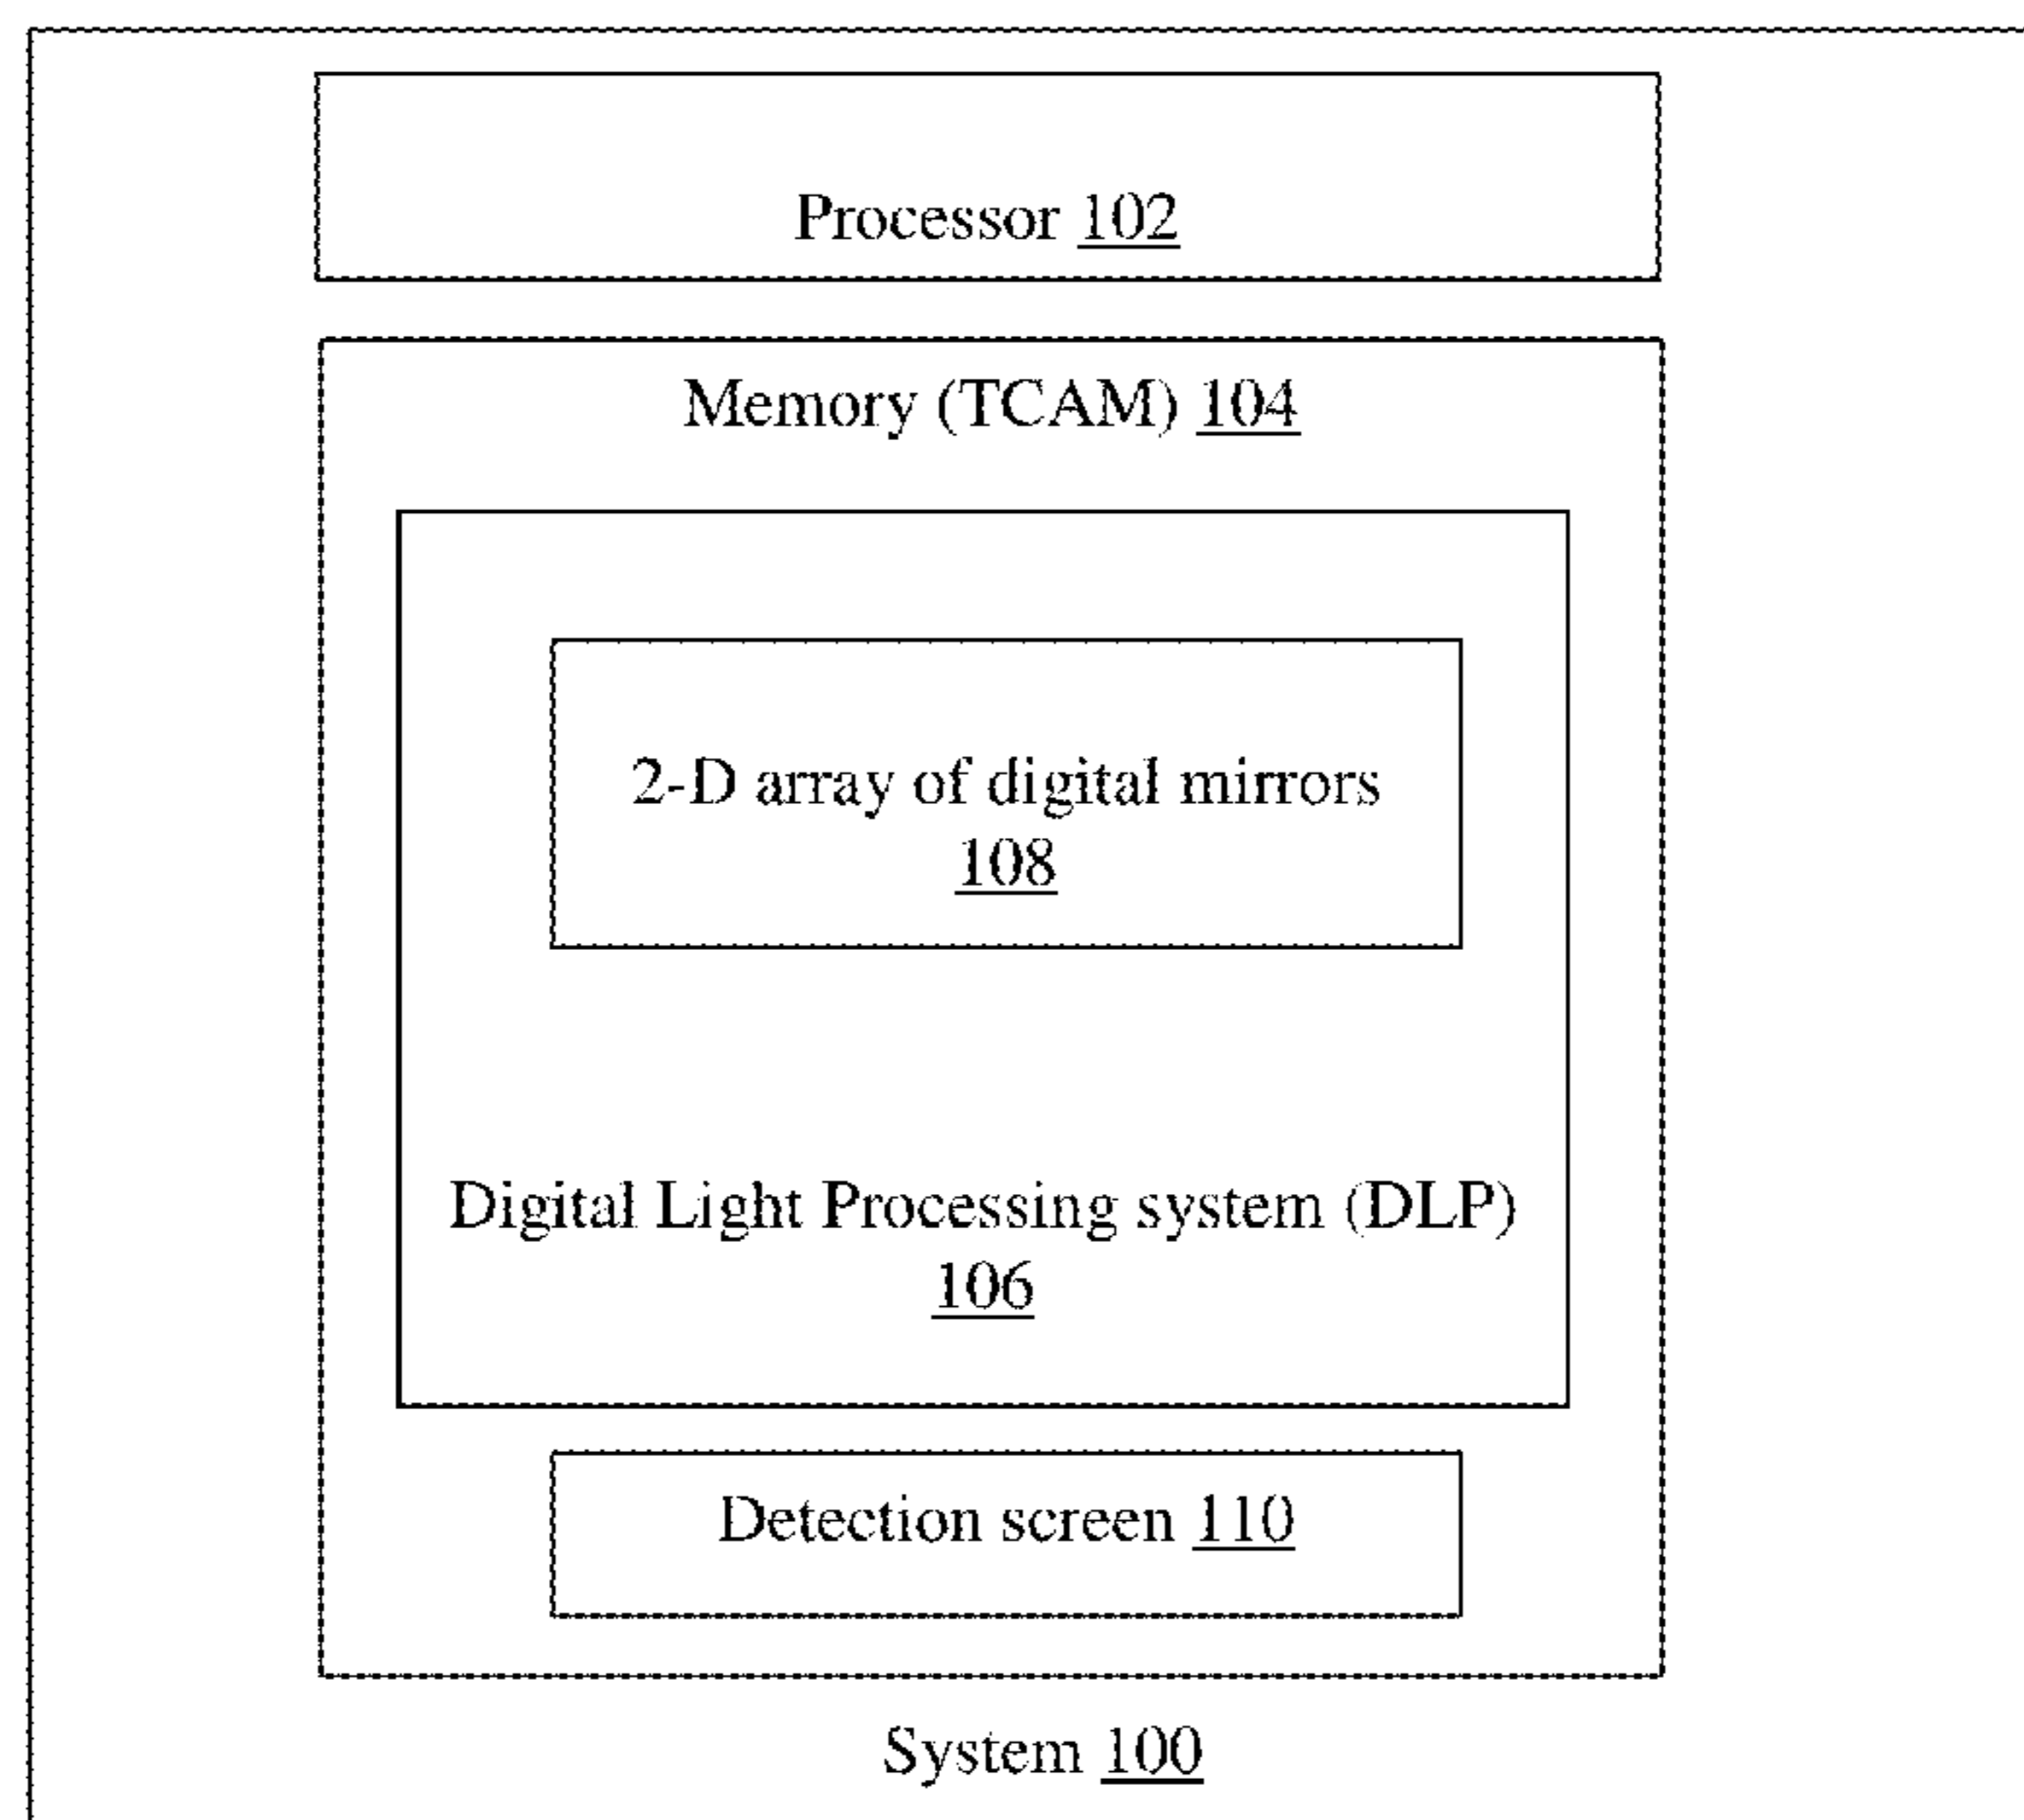 Processor 102
Memory (TCAM) 104
2-D array of digital mirrors
108
Digital Light Processing system (DLP)
106
Detection screen 110
System 100